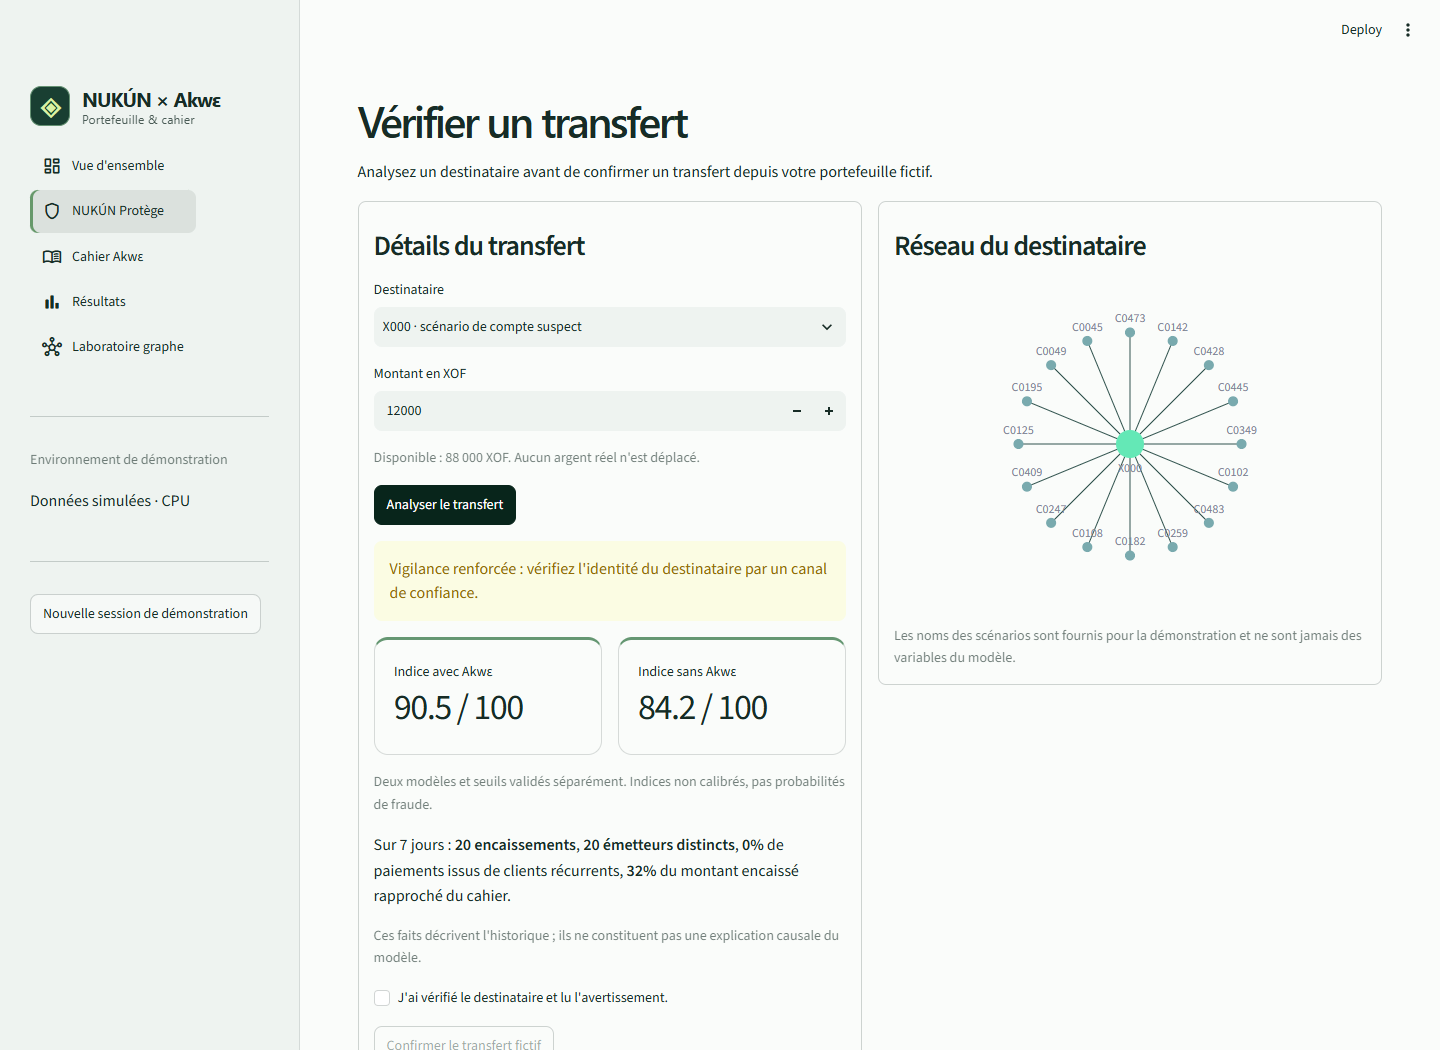 Deploy
NUKÚN × Akwɛ
Portefeuille & cahier
Vue d'ensemble
NUKÚN Protège
Cahier Akwɛ
Résultats
Laboratoire graphe
Environnement de démonstration
Données simulées · CPU
Nouvelle session de démonstration
Vérifier un transfert
Analysez un destinataire avant de confirmer un transfert depuis votre portefeuille fictif.
Détails du transfert
Destinataire
X000 · scénario de compte suspect
Montant en XOF
12000
Disponible : 88 000 XOF. Aucun argent réel n'est déplacé.
Analyser le transfert
Vigilance renforcée : vérifiez l'identité du destinataire par un canal
de confiance.
Indice avec Akwɛ
90.5 / 100
Indice sans Akwɛ
84.2 / 100
Deux modèles et seuils validés séparément. Indices non calibrés, pas probabilités
de fraude.
Sur 7 jours : 20 encaissements, 20 émetteurs distincts, 0% de
paiements issus de clients récurrents, 32% du montant encaissé
rapproché du cahier.
Ces faits décrivent l'historique ; ils ne constituent pas une explication causale du
modèle.
J'ai vérifié le destinataire et lu l'avertissement.
Confirmer le transfert fictif
Réseau du destinataire
C0473
C0045
C0142
C0049
C0428
C0195
C0445
C0125
C0349
X000
C0409
C0102
C0247
C0483
C0108
C0182
C0259
Les noms des scénarios sont fournis pour la démonstration et ne sont jamais des
variables du modèle.